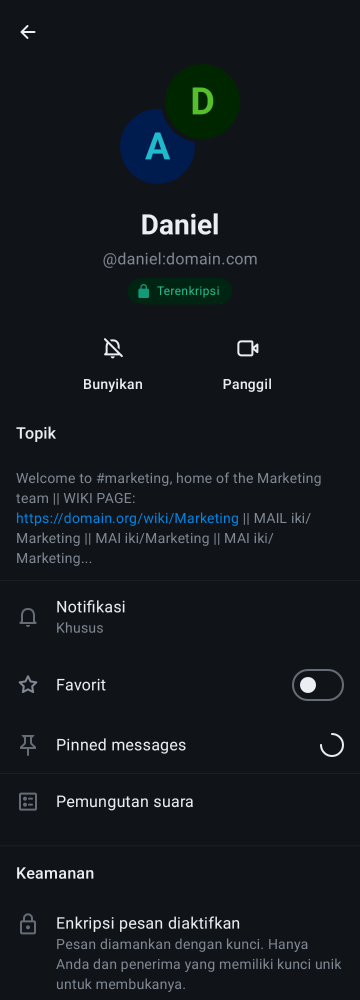 D
A
Daniel
@daniel:domain.com
Terenkripsi
Bunyikan
Panggil
Topik
Welcome to #marketing, home of the Marketing
team || WIKI PAGE:
https://domain.org/wiki/Marketing || MAIL iki/
Marketing || MAI iki/Marketing || MAI iki/
Marketing...
Notifikasi
Khusus
Favorit
Pinned messages
Pemungutan suara
Keamanan
Enkripsi pesan diaktifkan
Pesan diamankan dengan kunci. Hanya
Anda dan penerima yang memiliki kunci unik
untuk membukanya.